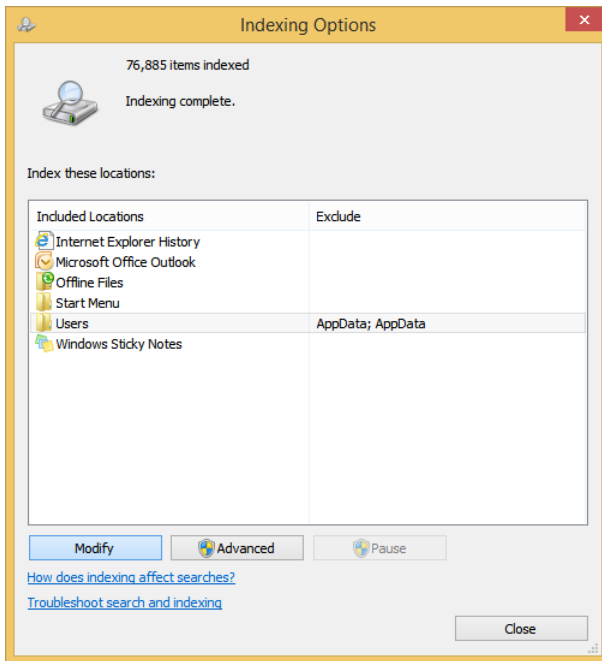 Indexing Options
76,885 items indexed
Indexing complete.
Index these locations:
Included Locations Exclude
Internet Explorer History
Microsoft Office Outlook
Offline Files
Start Menu
Users AppData; AppData
Windows Sticky Notes
Modify Advanced Pause
How does indexing affect searches?
Troubleshoot search and indexing
Close